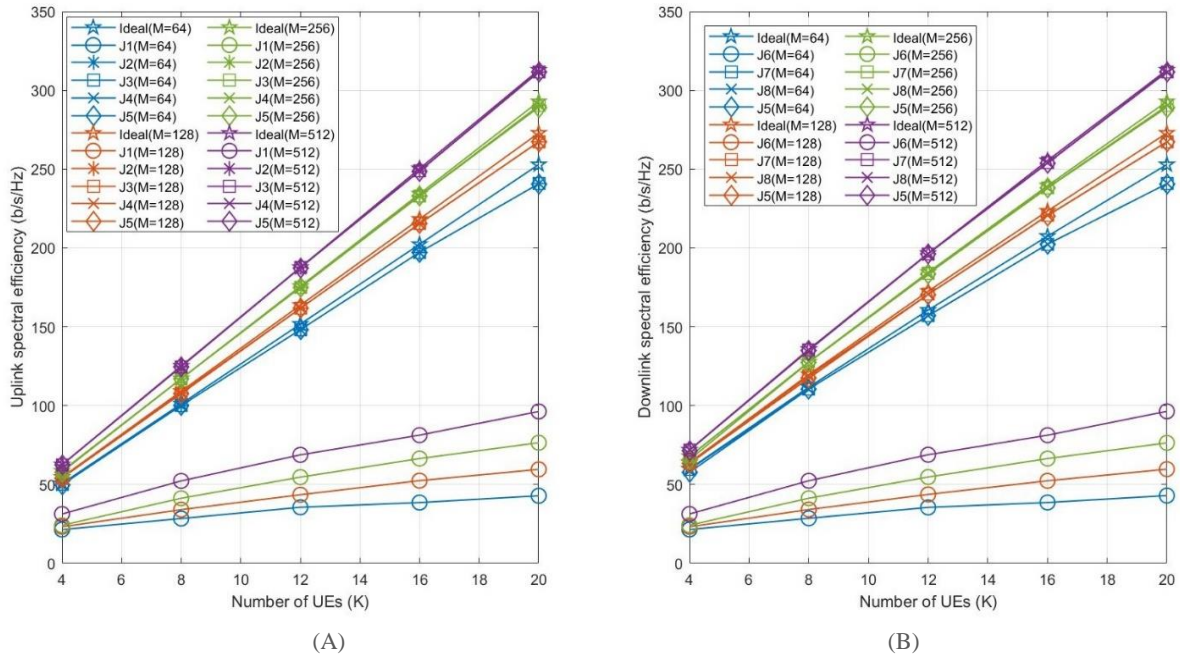 350
300
250
200
150
100
50
0
4 6 8 10 12 14 16 18 20
Uplink spectral efficiency (b/s/Hz)
Number of UEs (K)
Ideal(M=64) Ideal(M=256)
J1(M=64) J1(M=256)
J2(M=64) J2(M=256)
J3(M=64) J3(M=256)
J4(M=64) J4(M=256)
J5(M=64) J5(M=256)
Ideal(M=128) Ideal(M=512)
J1(M=128) J1(M=512)
J2(M=128) J2(M=512)
J3(M=128) J3(M=512)
J4(M=128) J4(M=512)
J5(M=128) J5(M=512)
(A)
350
300
250
200
150
100
50
0
4 6 8 10 12 14 16 18 20
Downlink spectral efficiency (b/s/Hz)
Number of UEs (K)
Ideal(M=64) Ideal(M=256)
J6(M=64) J6(M=256)
J7(M=64) J7(M=256)
J8(M=64) J8(M=256)
J5(M=64) J5(M=256)
Ideal(M=128) Ideal(M=512)
J6(M=128) J6(M=512)
J7(M=128) J7(M=512)
J8(M=128) J8(M=512)
J5(M=128) J5(M=512)
(B)